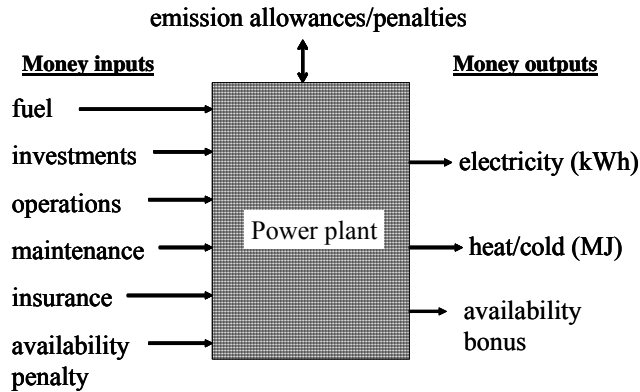 emission allowances/penalties
Money inputs
fuel
investments
operations
maintenance
insurance
availability
penalty
Power plant
Money outputs
electricity (kWh)
heat/cold (MJ)
availability
bonus